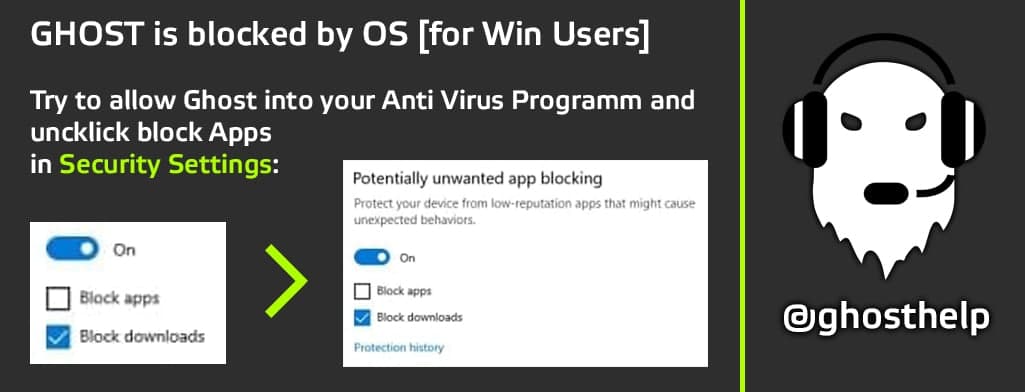 GHOST is blocked by OS [for Win Users]
Try to allow Ghost into your Anti Virus Programm and
uncklick block Apps
in Security Settings:
On
Block apps
Block downloads
Potentially unwanted app blocking
Protect your device from low-reputation apps that might cause
unexpected behaviors.
On
Block apps
Block downloads
Protection history
@ghosthelp